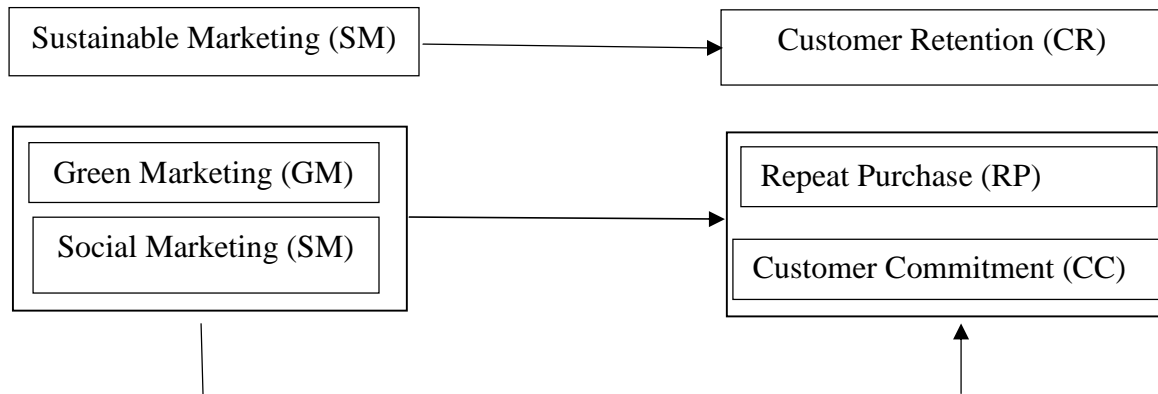 Sustainable Marketing (SM)
Customer Retention (CR)
Green Marketing (GM)
Social Marketing (SM)
Repeat Purchase (RP)
Customer Commitment (CC)